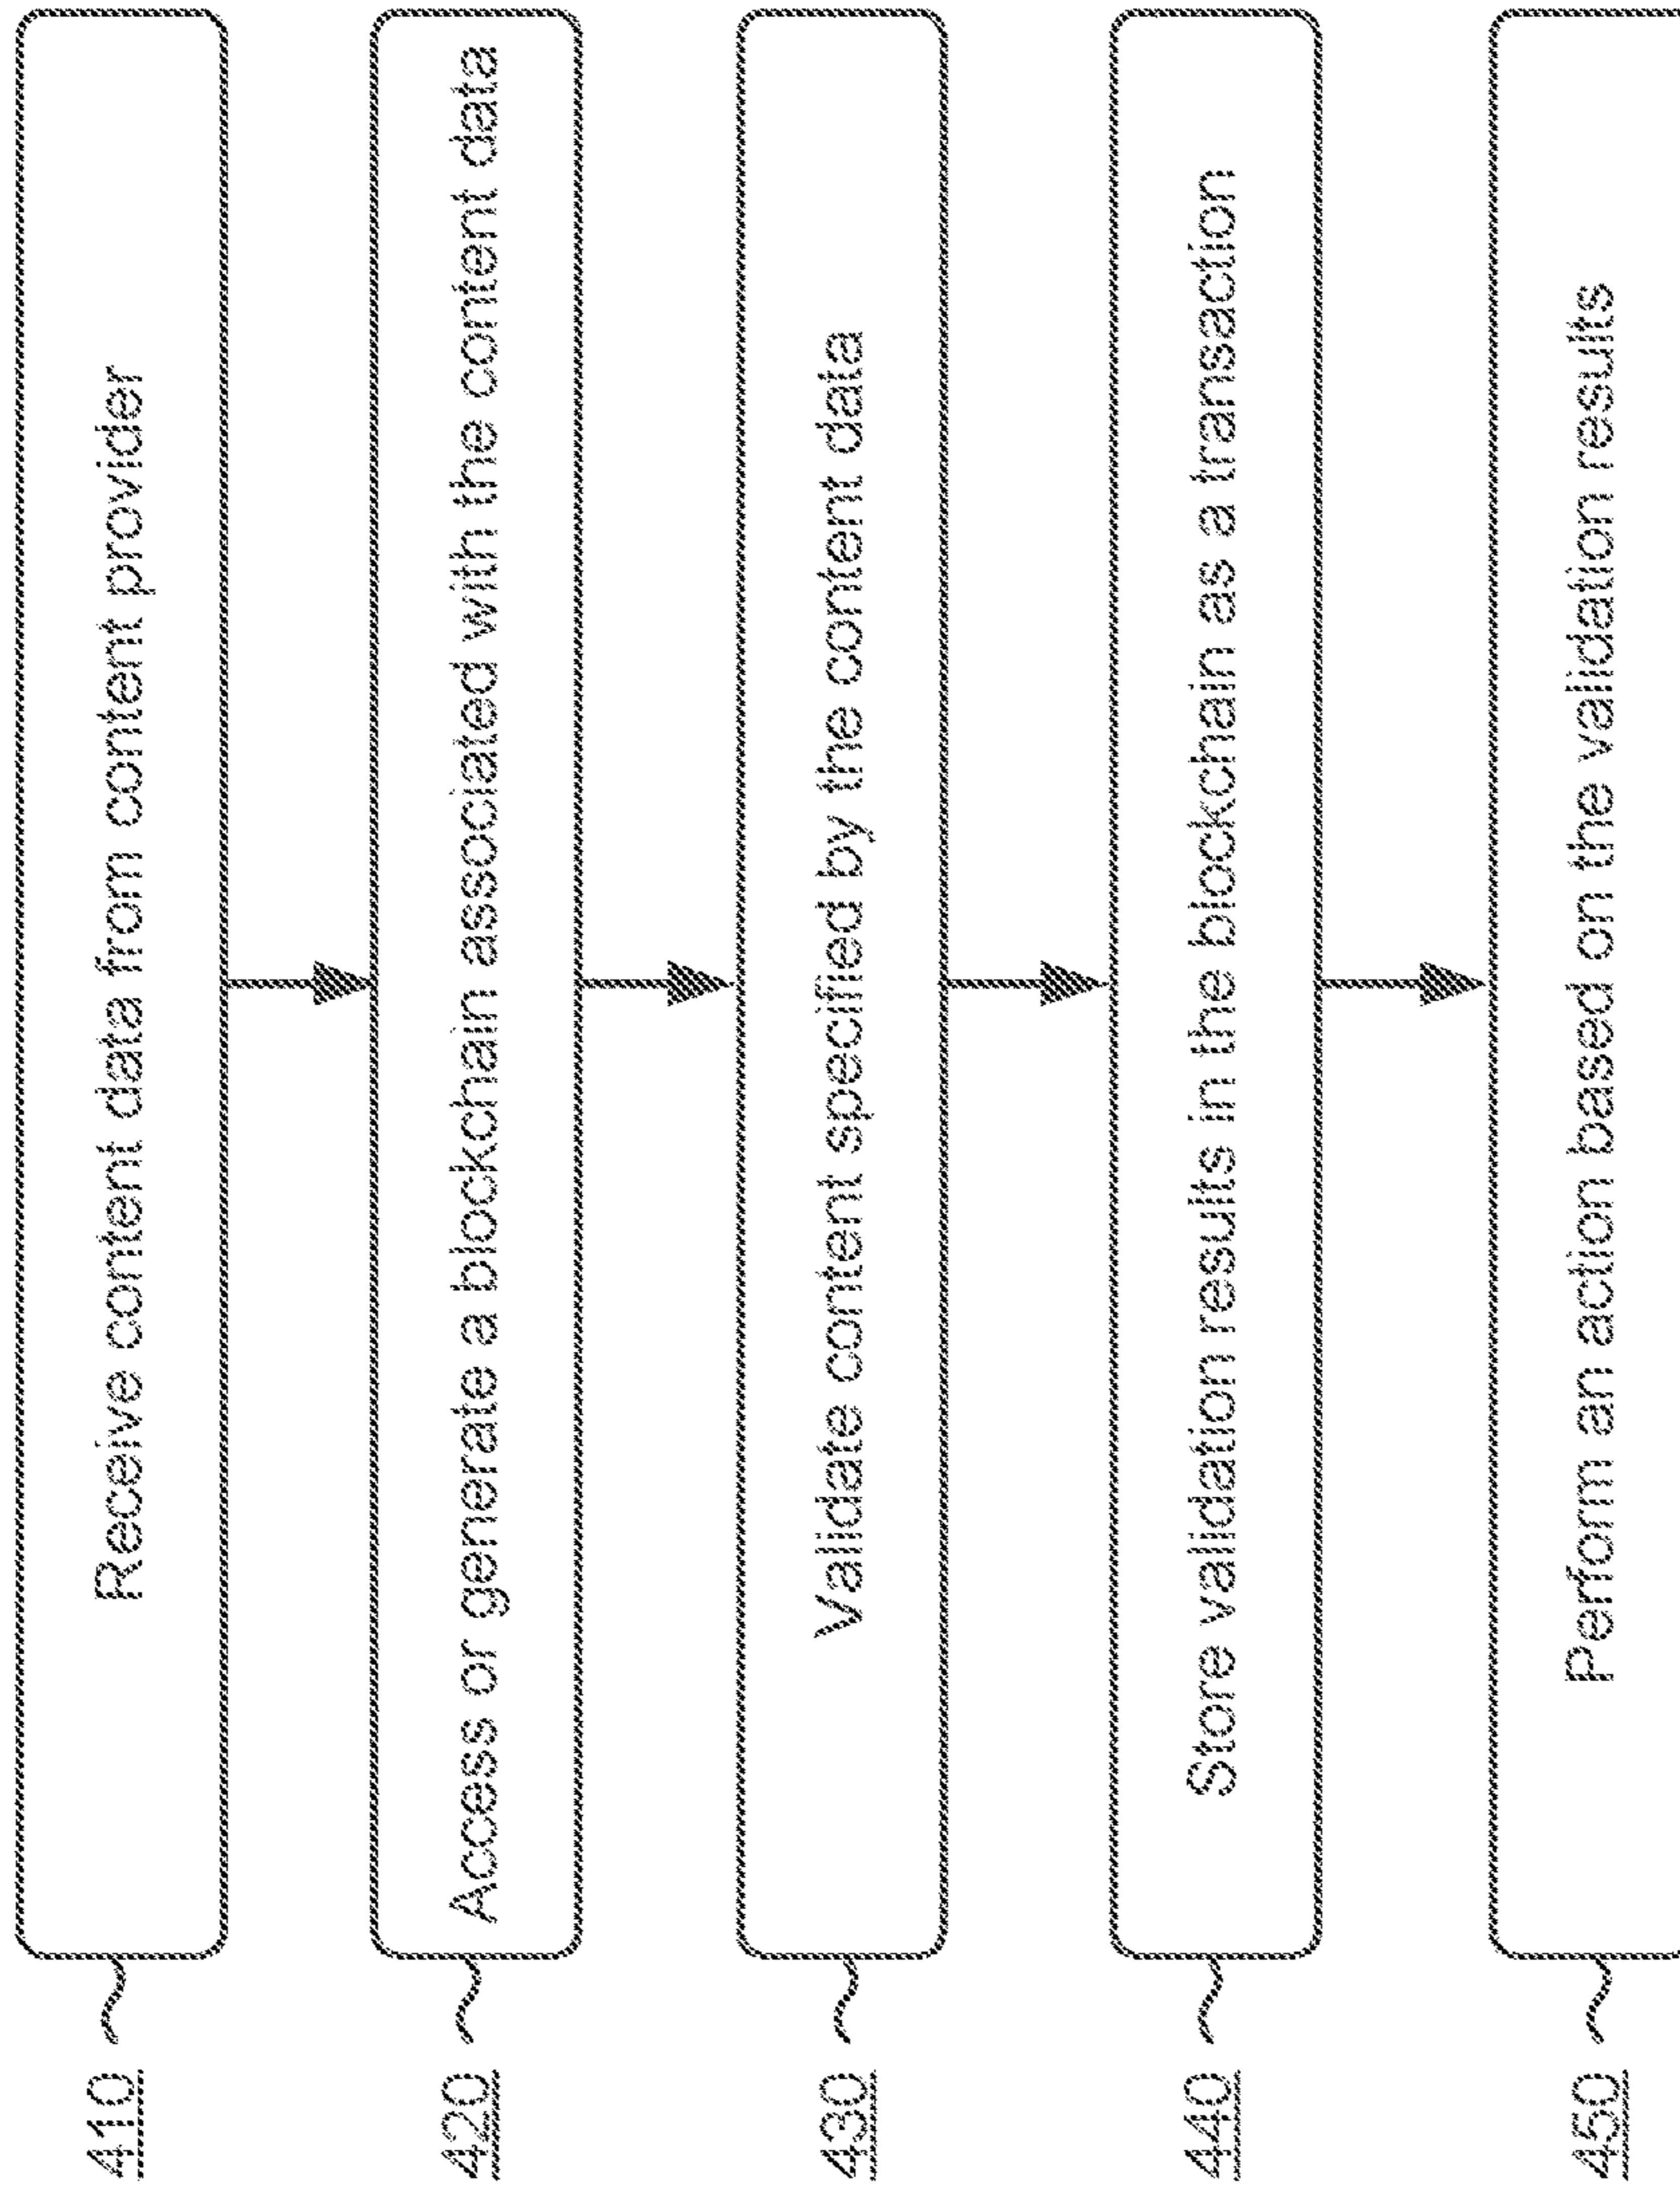 410
Receive content data from content provider
420
Access or generate a blockchain associated with the content data
430
Validate content specified by the content data
440
Store validation results in the blockchain as a transaction
450
Perform an action based on the validation results